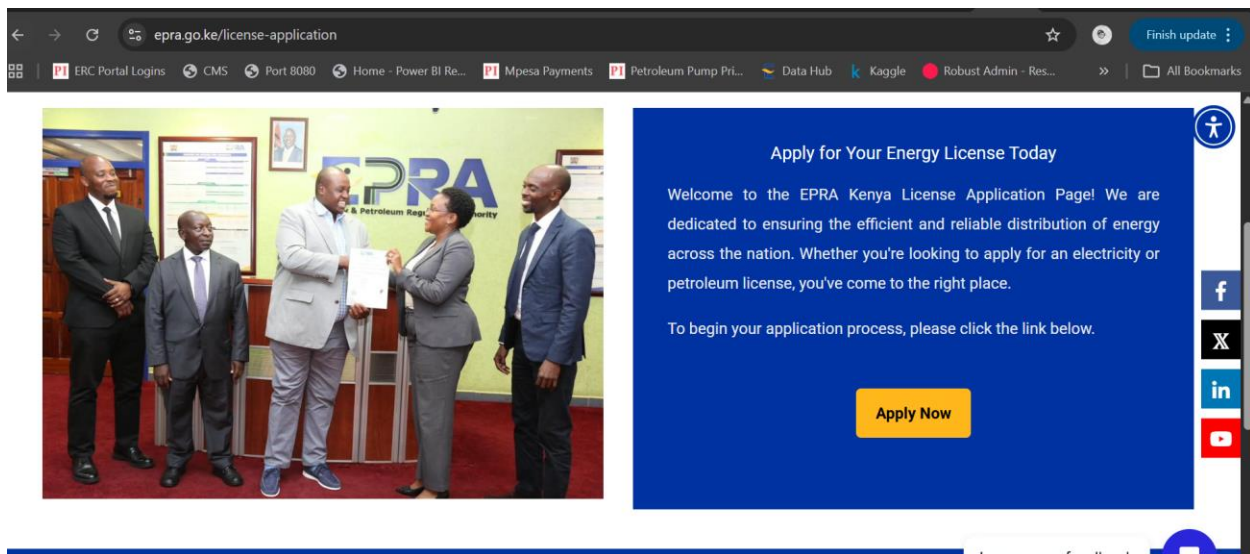 epra.go.ke/license-application
Finish update
ERC Portal Logins
CMS
Port 8080
Home - Power BI Re...
Mpesa Payments
Petroleum Pump Pri...
Data Hub
Kaggle
Robust Admin - Res...
All Bookmarks
EPRA
& Petroleum Regu
ority
Apply for Your Energy License Today
Welcome to the EPRA Kenya License Application Page! We are
dedicated to ensuring the efficient and reliable distribution of energy
across the nation. Whether you're looking to apply for an electricity or
petroleum license, you've come to the right place.
To begin your application process, please click the link below.
Apply Now